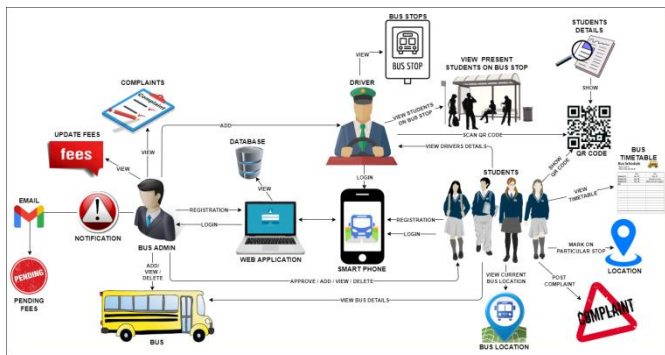 STUDENTS
DETAILS
BUS STOPS
BUS STOP
VIEW
VIEW PRESENT
STUDENTS ON BUS STOP
COMPLAINTS
Complaint
DRIVER
SHOW
VIEW STUDENTS
ON BUS STOP
ADD
UPDATE FEES
fees
VIEW
VIEW
DATABASE
VIEW
SCAN QR CODE
QR CODE
VIEW DRIVERS DETAILS
SHOW
QR CODE
BUS
TIMETABLE
Bus Schedule
LOGIN
STUDENTS
VIEW
TIMETABLE
EMAIL
NOTIFICATION
BUS ADMIN
REGISTRATION
LOGIN
WEB APPLICATION
SMART PHONE
REGISTRATION
LOGIN
MARK ON
PARTICULAR STOP
LOCATION
PENDING
PENDING
FEES
ADD/
VIEW /
DELETE
APPROVE / ADD / VIEW / DELETE
VIEW CURRENT
BUS LOCATION
POST
COMPLAINT
COMPLAINT
VIEW BUS DETAILS
BUS
BUS LOCATION